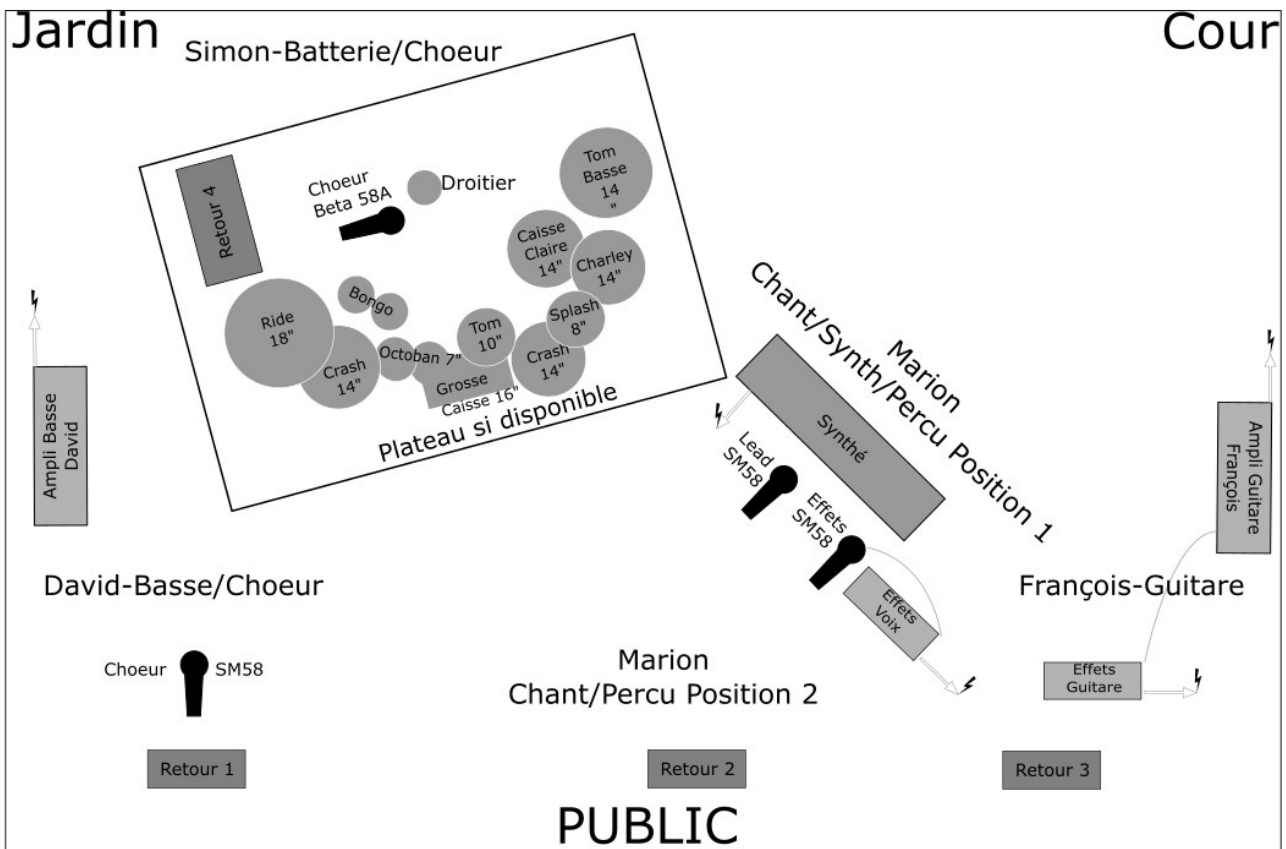 Jardin
Cour
Simon-Batterie/Choeur
Retour 4
Choeur
Beta 58A
Droitier
Tom
Basse
14
"
Caisse
Claire
14"
Charley
14"
Splash
8"
Crash
14"
Tom
10"
Bongo
Octoban 7"
Ride
18"
Crash
14"
Grosse
Caisse 16"
Plateau si disponible
Ampli Basse
David
Marion
Chant/Synth/Percu Position 1
Synthé
Lead
SM58
Effets
SM58
Effets
Voix
Ampli Guitare
François
David-Basse/Choeur
Choeur
SM58
Marion
Chant/Percu Position 2
François-Guitare
Effets
Guitare
Retour 1
Retour 2
Retour 3
PUBLIC